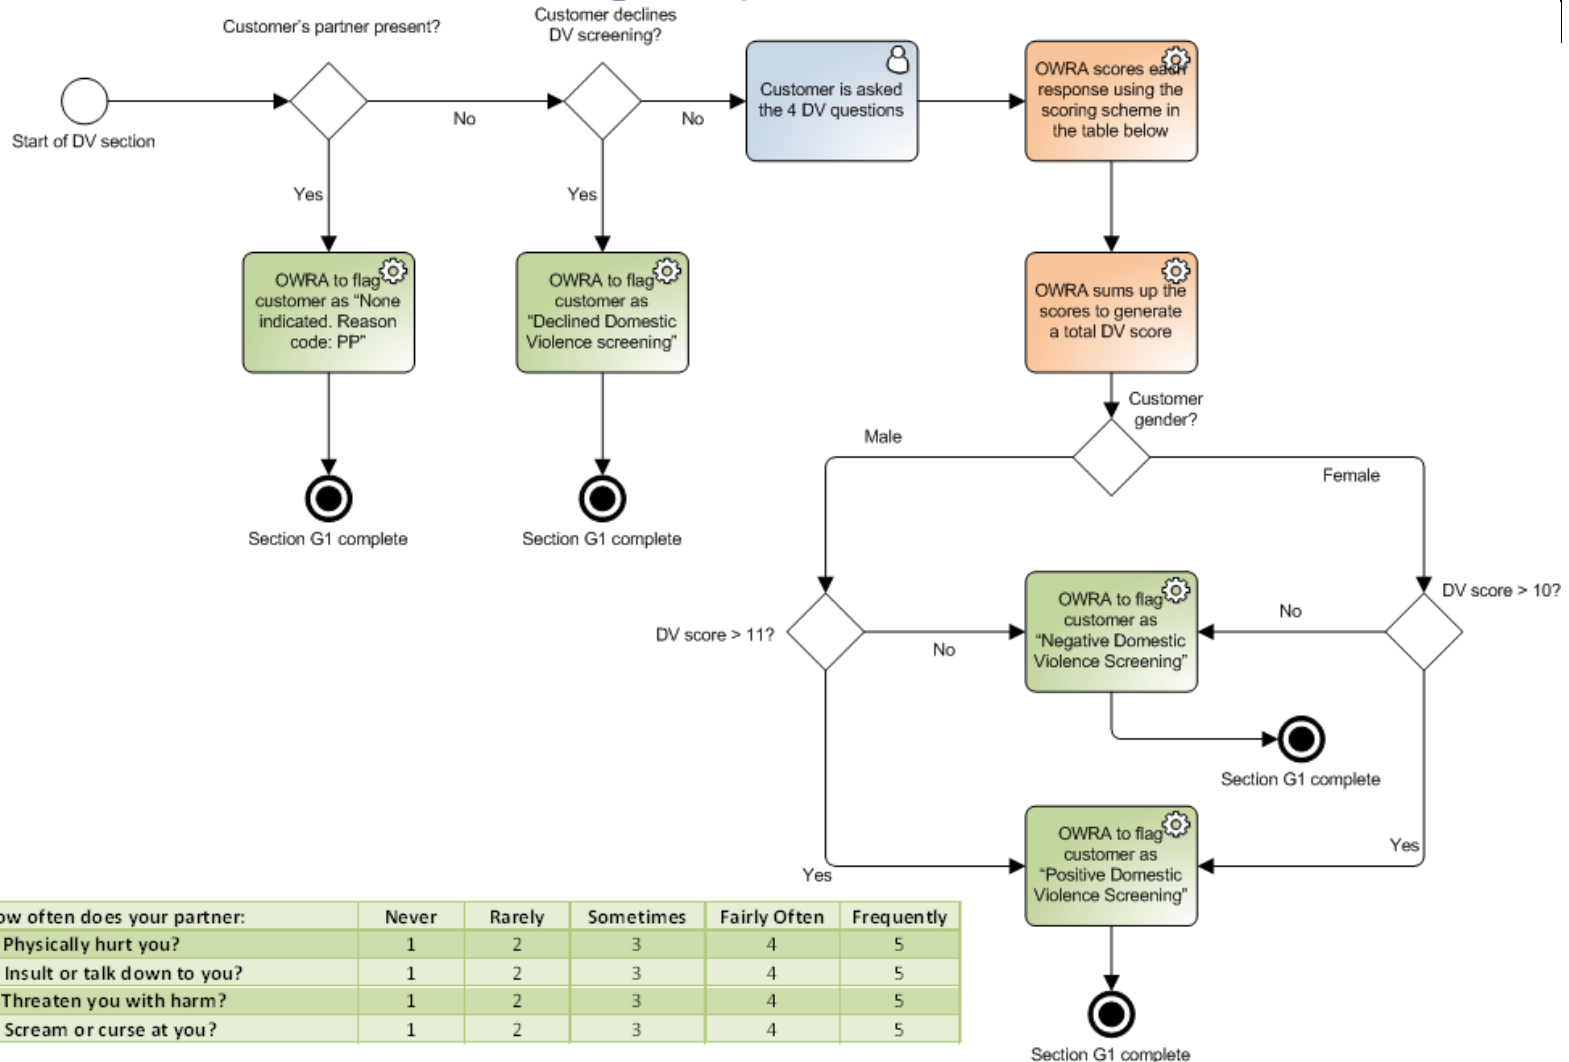 Customer's partner present?
Customer declines
DV screening?
Start of DV section
No
No
Yes
Yes
Customer is asked
the 4 DV questions
OWRA scores each
response using the
scoring scheme in
the table below
OWRA to flag
customer as “None
indicated. Reason
code: PP”
OWRA to flag
customer as
“Declined Domestic
Violence screening”
OWRA sums up the
scores to generate
a total DV score
Section G1 complete
Section G1 complete
Customer
gender?
Male
Female
DV score > 11?
No
OWRA to flag
customer as
“Negative Domestic
Violence Screening”
No
DV score > 10?
Section G1 complete
Yes
OWRA to flag
customer as
“Positive Domestic
Violence Screening”
Yes
Section G1 complete
often does your partner: Never Rarely Sometimes Fairly Often Frequently
Physically hurt you? 1 2 3 4 5
Insult or talk down to you? 1 2 3 4 5
Threaten you with harm? 1 2 3 4 5
Scream or curse at you? 1 2 3 4 5